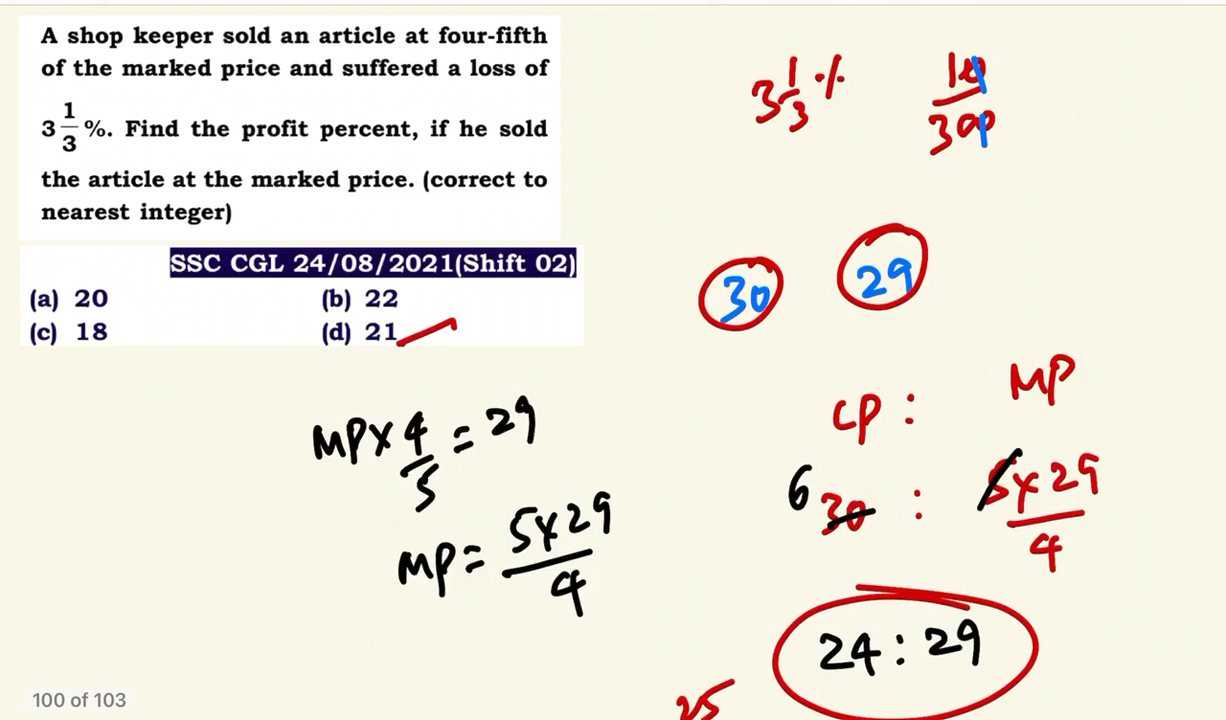 A shop keeper sold an article at four-fifth
of the marked price and suffered a loss of
3 1/3 %. Find the profit percent, if he sold
the article at the marked price. (correct to
nearest integer)
SSC CGL 24/08/2021(Shift 02)
(a) 20 (b) 22
(c) 18 (d) 21
3 1/3 %
10/300
30 29
CP : MP
MP × 4/5 = 29
MP = 5×29/4
6 30 : 5×29/4
24 : 29
25
100 of 103